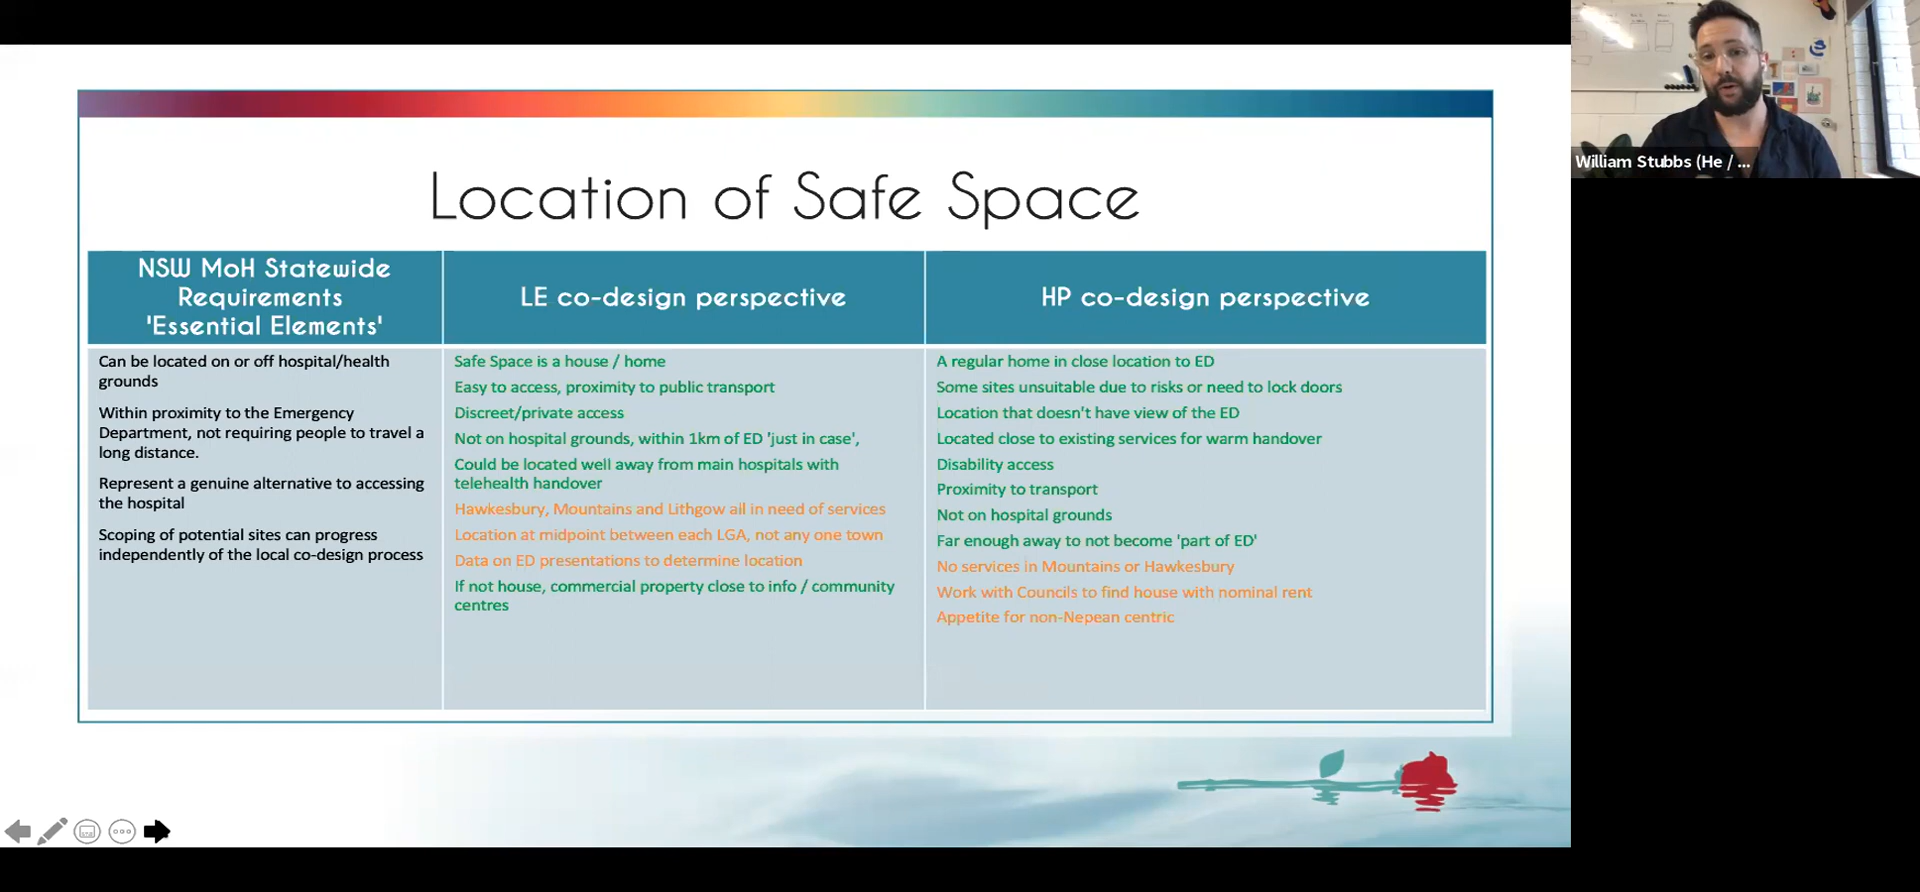 Location of Safe Space
NSW MoH Statewide
Requirements
'Essential Elements'
LE co-design perspective
HP co-design perspective
Can be located on or off hospital/health
grounds
Within proximity to the Emergency
Department, not requiring people to travel a
long distance.
Represent a genuine alternative to accessing
the hospital
Scoping of potential sites can progress
independently of the local co-design process
Safe Space is a house / home
Easy to access, proximity to public transport
Discreet/private access
Not on hospital grounds, within 1km of ED 'just in case',
Could be located well away from main hospitals with
telehealth handover
Hawkesbury, Mountains and Lithgow all in need of services
Location at midpoint between each LGA, not any one town
Data on ED presentations to determine location
If not house, commercial property close to info / community
centres
A regular home in close location to ED
Some sites unsuitable due to risks or need to lock doors
Location that doesn't have view of the ED
Located close to existing services for warm handover
Disability access
Proximity to transport
Not on hospital grounds
Far enough away to not become 'part of ED'
No services in Mountains or Hawkesbury
Work with Councils to find house with nominal rent
Appetite for non-Nepean centric
William Stubbs (He / ...